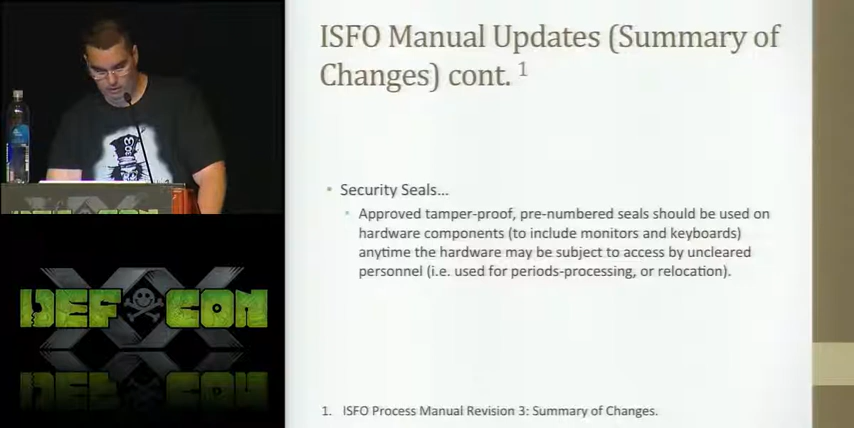 ISFO Manual Updates (Summary of
Changes) cont. 1
• Security Seals...
• Approved tamper-proof, pre-numbered seals should be used on
hardware components (to include monitors and keyboards)
anytime the hardware may be subject to access by uncleared
personnel (i.e. used for periods-processing, or relocation).
1. ISFO Process Manual Revision 3: Summary of Changes.
XX
DEF CON